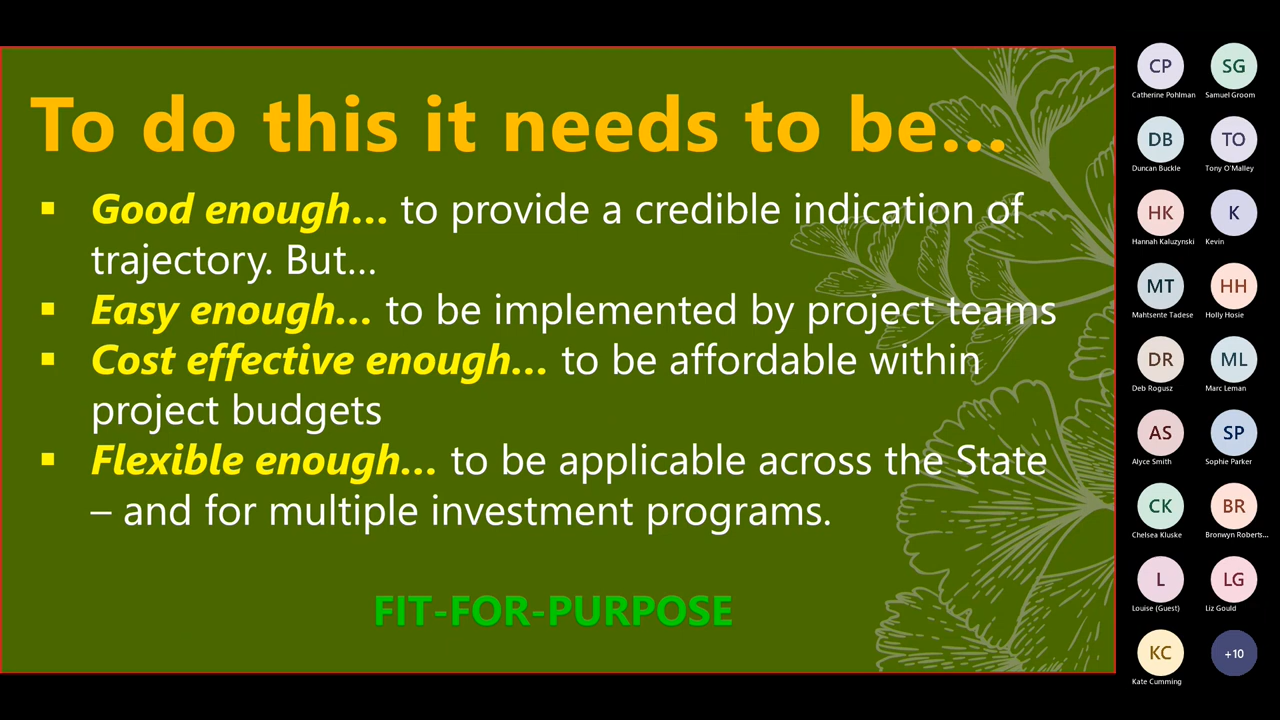 To do this it needs to be...
▪ Good enough... to provide a credible indication of
trajectory. But...
▪ Easy enough... to be implemented by project teams
▪ Cost effective enough... to be affordable within
project budgets
▪ Flexible enough... to be applicable across the State
– and for multiple investment programs.
FIT-FOR-PURPOSE
CP SG
Catherine Pohlman Samuel Groom
DB TO
Duncan Buckle Tony O'Malley
HK K
Hannah Kaluzynski Kevin
MT HH
Mahtsente Tadese Holly Hosie
DR ML
Deb Rogusz Marc Leman
AS SP
Alyce Smith Sophie Parker
CK BR
Chelsea Kluske Bronwyn Roberts...
L LG
Louise (Guest) Liz Gould
KC +10
Kate Cumming